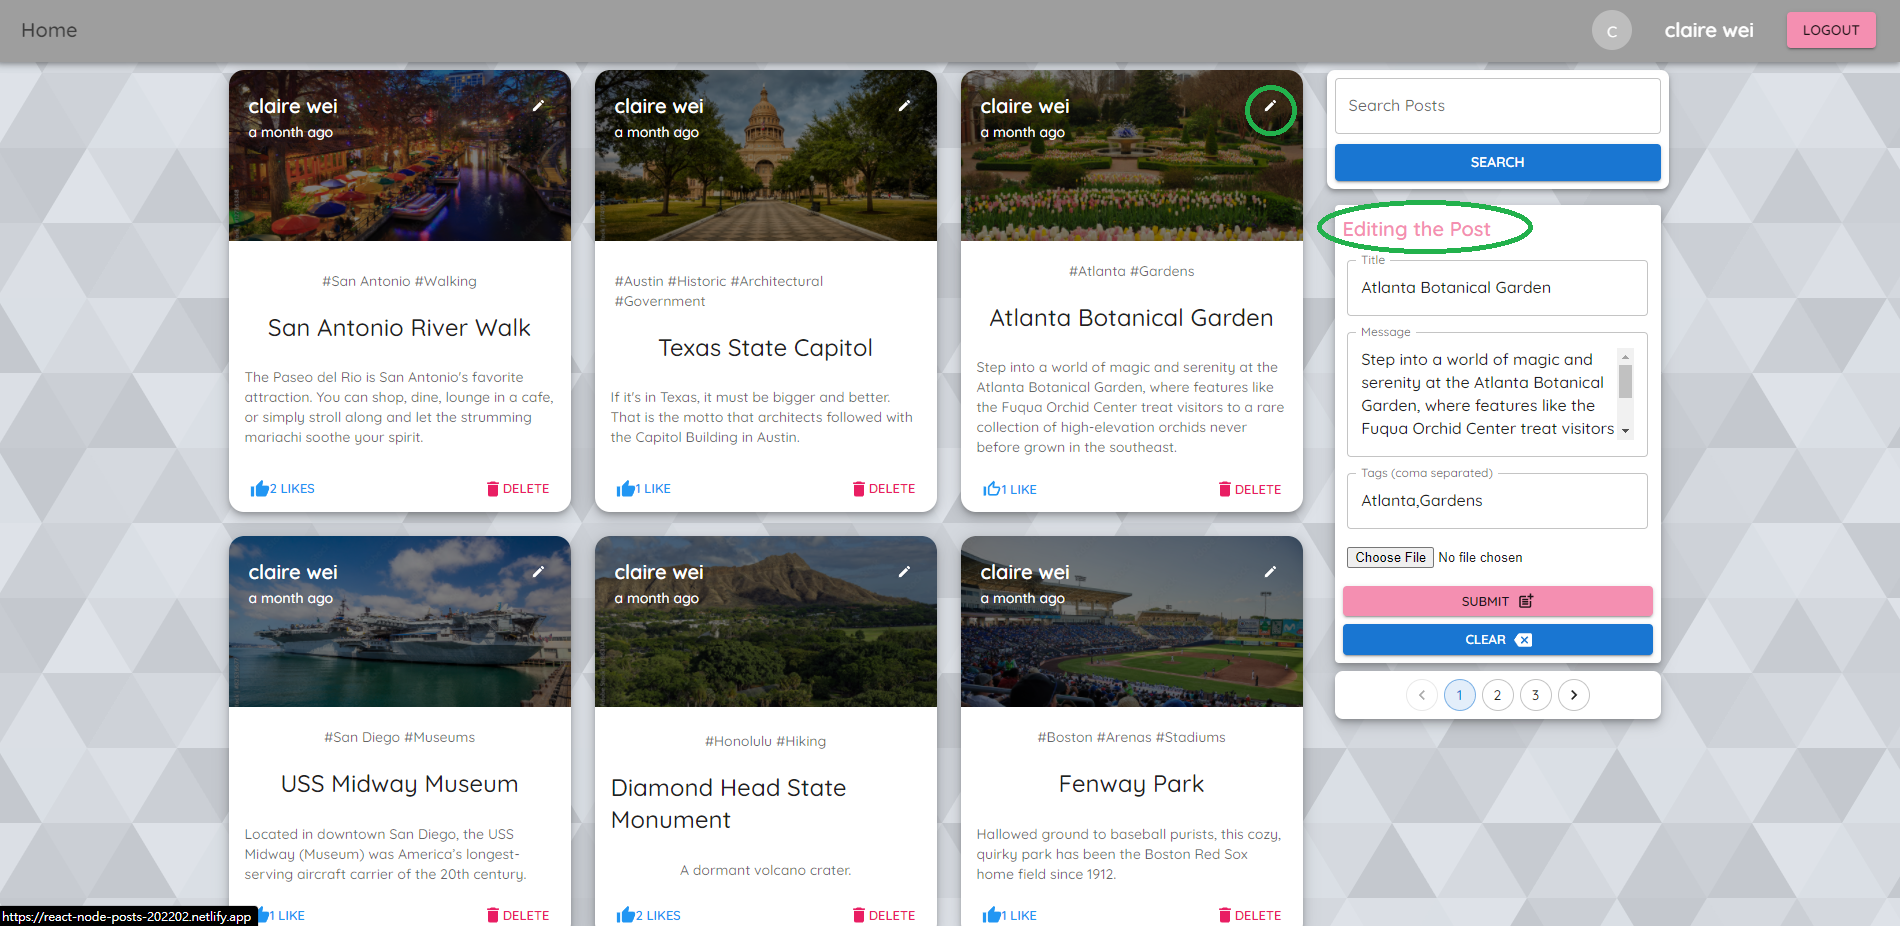 Home
C
claire wei
LOGOUT
claire wei
a month ago
#San Antonio #Walking
San Antonio River Walk
The Paseo del Rio is San Antonio's favorite
attraction. You can shop, dine, lounge in a cafe,
or simply stroll along and let the strumming
mariachi soothe your spirit.
2 LIKES
DELETE
claire wei
a month ago
#Austin #Historic #Architectural
#Government
Texas State Capitol
If it's in Texas, it must be bigger and better.
That is the motto that architects followed with
the Capitol Building in Austin.
1 LIKE
DELETE
claire wei
a month ago
#Atlanta #Gardens
Atlanta Botanical Garden
Step into a world of magic and serenity at the
Atlanta Botanical Garden, where features like
the Fuqua Orchid Center treat visitors to a rare
collection of high-elevation orchids never
before grown in the southeast.
1 LIKE
DELETE
claire wei
a month ago
#San Diego #Museums
USS Midway Museum
Located in downtown San Diego, the USS
Midway (Museum) was America's longest-
serving aircraft carrier of the 20th century.
1 LIKE
DELETE
claire wei
a month ago
#Honolulu #Hiking
Diamond Head State
Monument
A dormant volcano crater.
2 LIKES
DELETE
claire wei
a month ago
#Boston #Arenas #Stadiums
Fenway Park
Hallowed ground to baseball purists, this cozy,
quirky park has been the Boston Red Sox
home field since 1912.
1 LIKE
DELETE
Search Posts
SEARCH
Editing the Post
Title
Atlanta Botanical Garden
Message
Step into a world of magic and
serenity at the Atlanta Botanical
Garden, where features like the
Fuqua Orchid Center treat visitors
Tags (coma separated)
Atlanta,Gardens
Choose File No file chosen
SUBMIT
CLEAR
1 2 3
https://react-node-posts-202202.netlify.app